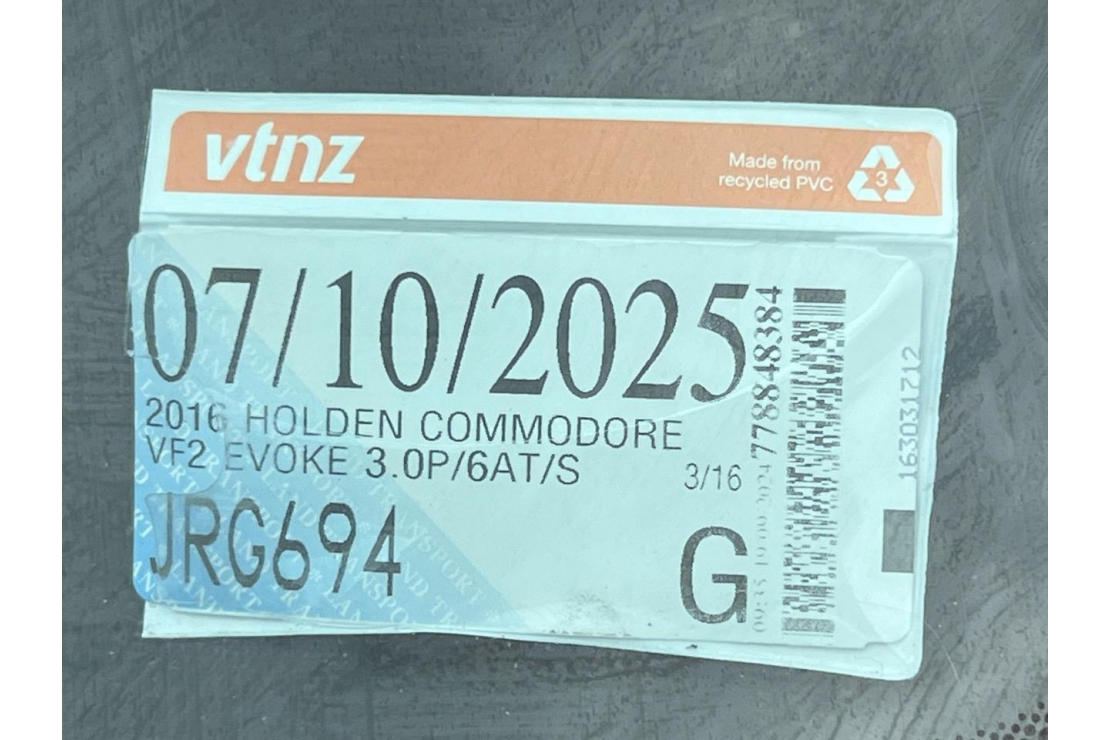 vtnz
Made from
recycled PVC
3
07/10/2025
2016 HOLDEN COMMODORE
VF2 EVOKE 3.0P/6AT/S
3/16
JRG694
G
77884838​4
163031712